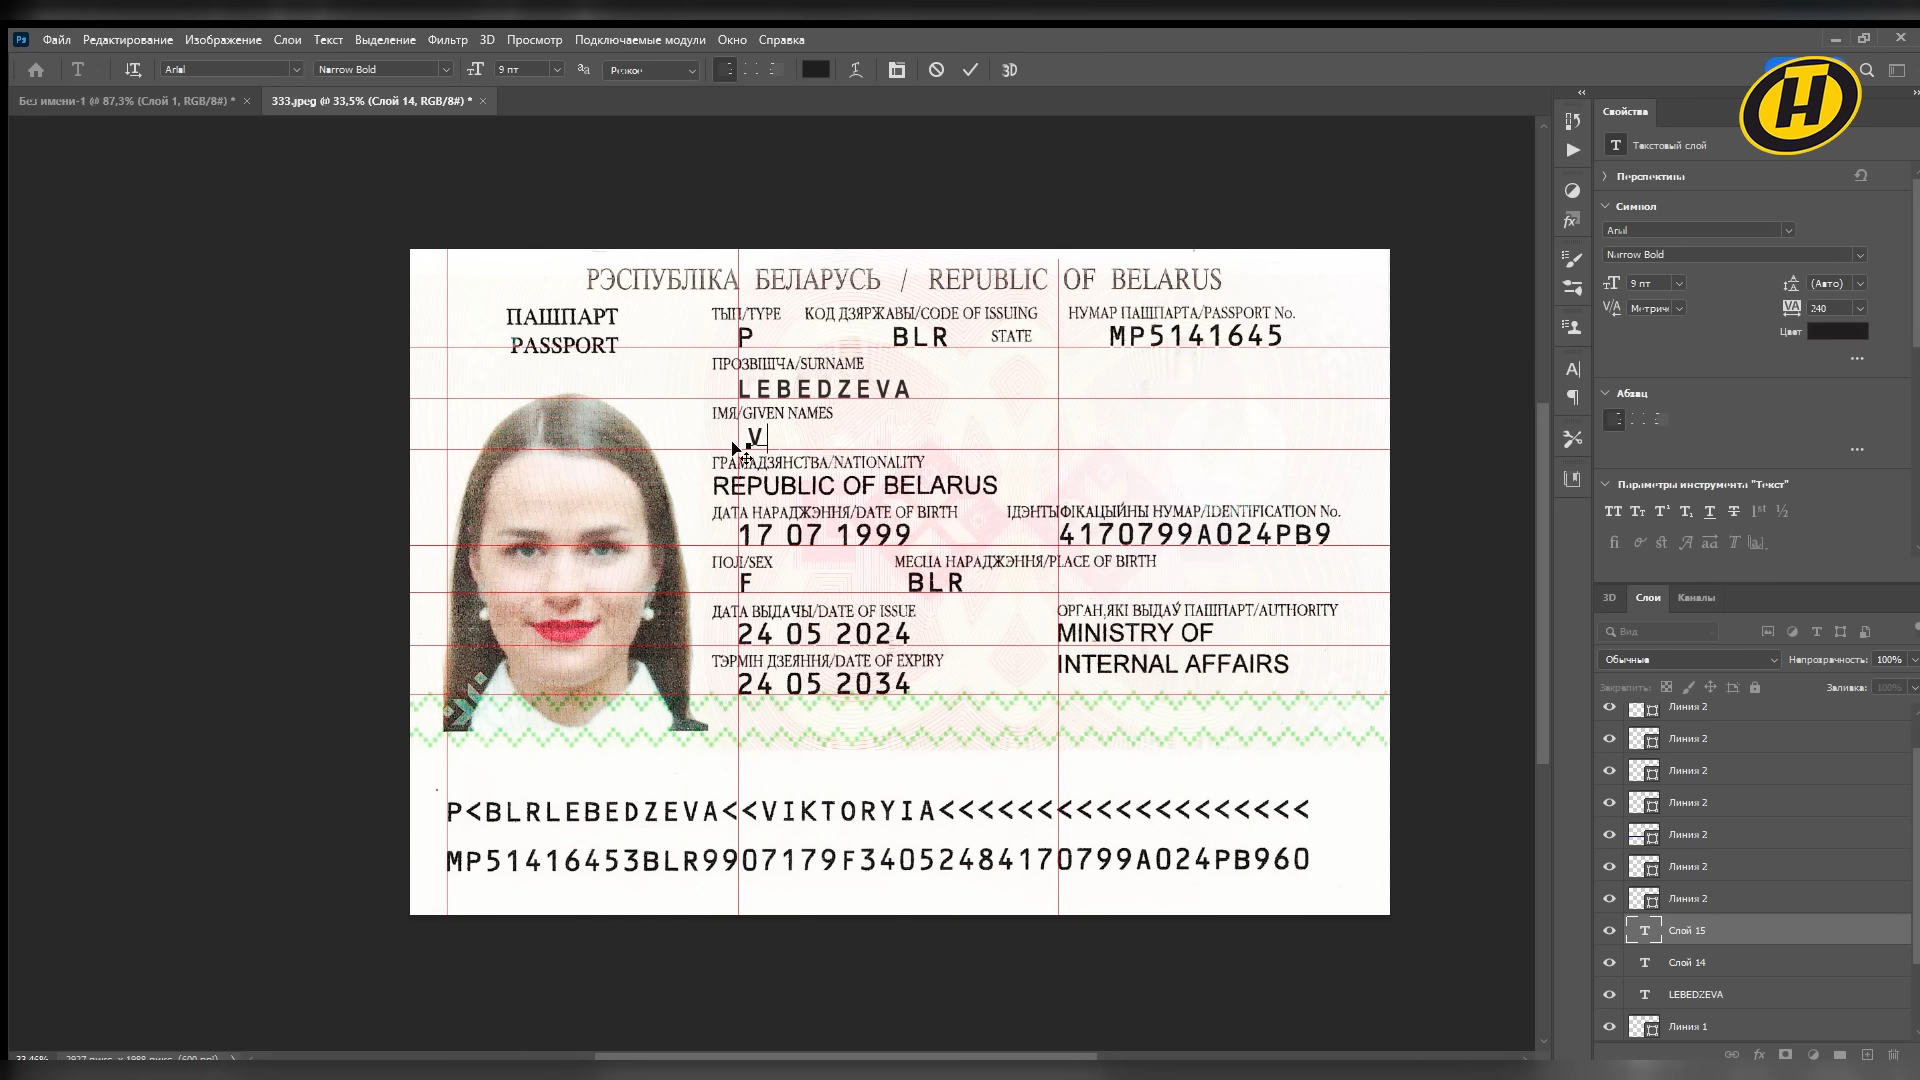 Ps Файл Редактирование Изображение Слои Текст Выделение Фильтр 3D Просмотр Подключаемые модули Окно Справка
T Arial Narrow Bold 9 пт Резкое 3D
Без имени-1 @ 87,3% (Слой 1, RGB/8#) * × 333.jpeg @ 33,5% (Слой 14, RGB/8#) * ×
H
РЭСПУБЛІКА БЕЛАРУСЬ / REPUBLIC OF BELARUS
ПАШПАРТ
PASSPORT
ТЫП/TYPE КОД ДЗЯРЖАВЫ/CODE OF ISSUING НУМАР ПАШПАРТА/PASSPORT No.
P BLR STATE MP5141645
ПРОЗВІШЧА/SURNAME
LEBEDZEVA
ІМЯ/GIVEN NAMES
V
ГРАМАДЗЯНСТВА/NATIONALITY
REPUBLIC OF BELARUS
ДАТА НАРАДЖЭННЯ/DATE OF BIRTH ІДЭНТЫФІКАЦЫЙНЫ НУМАР/IDENTIFICATION No.
17 07 1999 4170799A024PB9
ПОЛ/SEX МЕСЦА НАРАДЖЭННЯ/PLACE OF BIRTH
F BLR
ДАТА ВЫДАЧЫ/DATE OF ISSUE ОРГАН,ЯКІ ВЫДАЎ ПАШПАРТ/AUTHORITY
24 05 2024 MINISTRY OF
ТЭРМІН ДЗЕЯННЯ/DATE OF EXPIRY INTERNAL AFFAIRS
24 05 2034
P<BLRLEBEDZEVA<<VIKTORYIA<<<<<<<<<<<<<<<<<<<
MP51416453BLR9907179F34052484170799A024PB960
Свойства
T Текстовый слой
Перспектива
Символ
Arial
Narrow Bold
9 пт (Авто)
Метрич 240
Цвет
Абзац
Параметры инструмента "Текст"
3D Слои Каналы
Вид
Обычные Непрозрачность: 100%
Закрепить: Заливка: 100%
Линия 2
Линия 2
Линия 2
Линия 2
Линия 2
Линия 2
Линия 2
T Слой 15
T Слой 14
T LEBEDZEVA
Линия 1